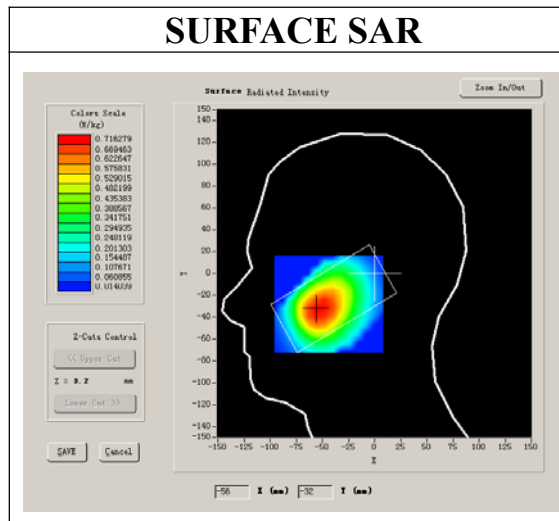 SURFACE SAR
Surface Radiated Intensity
Zoom In/Out
Colors Scale
(W/kg)
0.716279
0.669463
0.622647
0.575831
0.529015
0.482199
0.435383
0.388567
0.341751
0.294935
0.248119
0.201303
0.154487
0.107671
0.060855
0.014039
150
140
120
100
80
60
40
20
0
-20
-40
-60
-80
-100
-120
-140
-150
Y
-150 -125 -100 -75 -50 -25 0 25 50 75 100 125 150
X
Z-Cuts Control
<< Upper Cut
Z = 9.2 mm
Lower Cut >>
SAVE Cancel
-56 X (mm) -32 Y (mm)